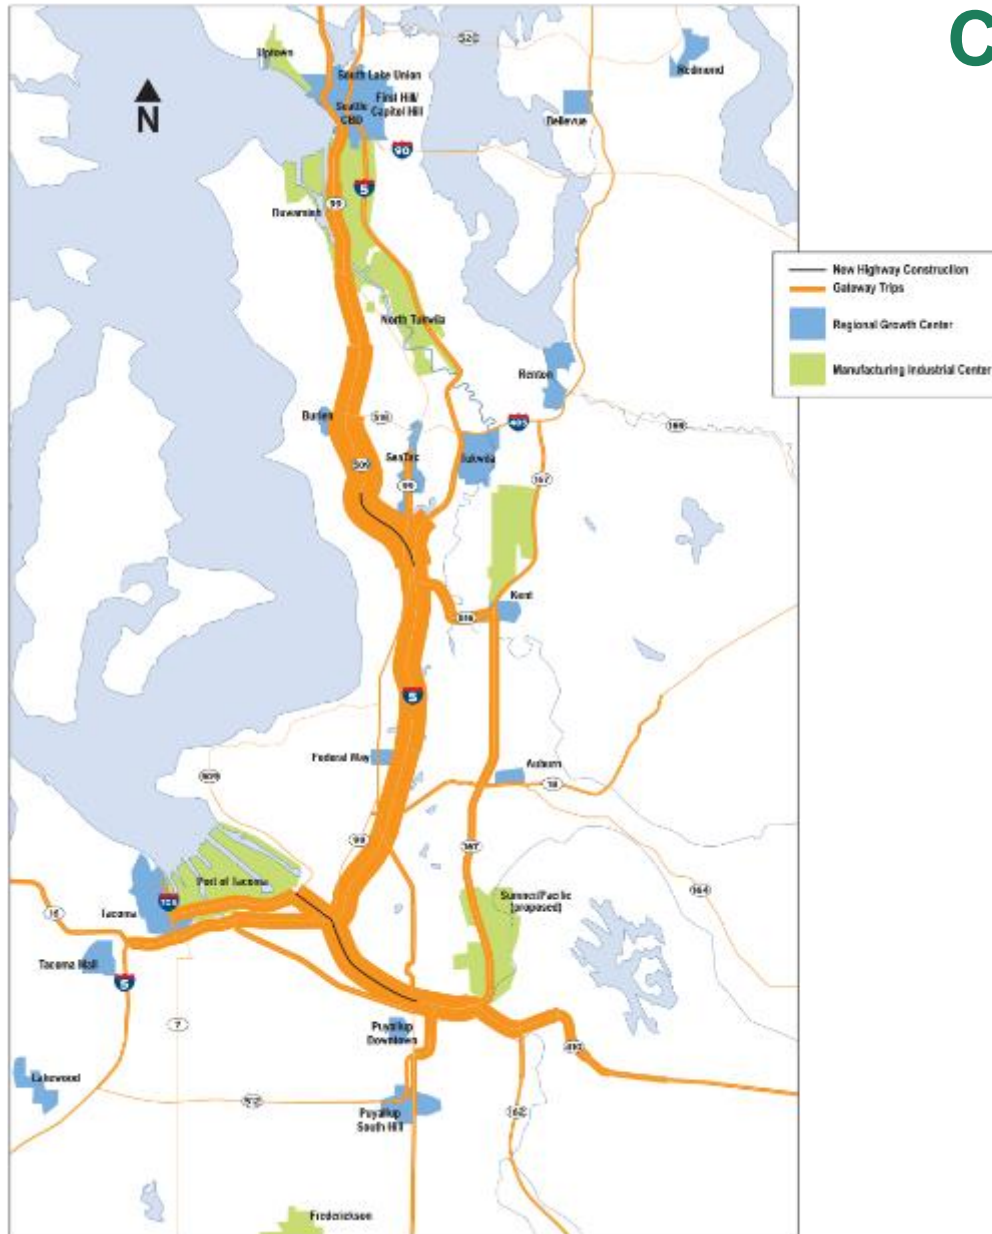 C
Uptown
520
Redmond
South Lake Union
First Hill/
Capitol Hill
Seattle
CBD
Bellevue
N
90
5
99
Duwamish
New Highway Construction
Gateway Trips
Regional Growth Center
Manufacturing Industrial Center
North Tukwila
Renton
Burien
518
405
169
SeaTac
Tukwila
509
99
167
Kent
516
5
Federal Way
Auburn
509
18
99
167
Port of Tacoma
705
Tacoma
16
Sumner/Pacific
(proposed)
164
Tacoma Mall
5
7
Puyallup
Downtown
410
Lakewood
512
162
Puyallup
South Hill
Frederickson